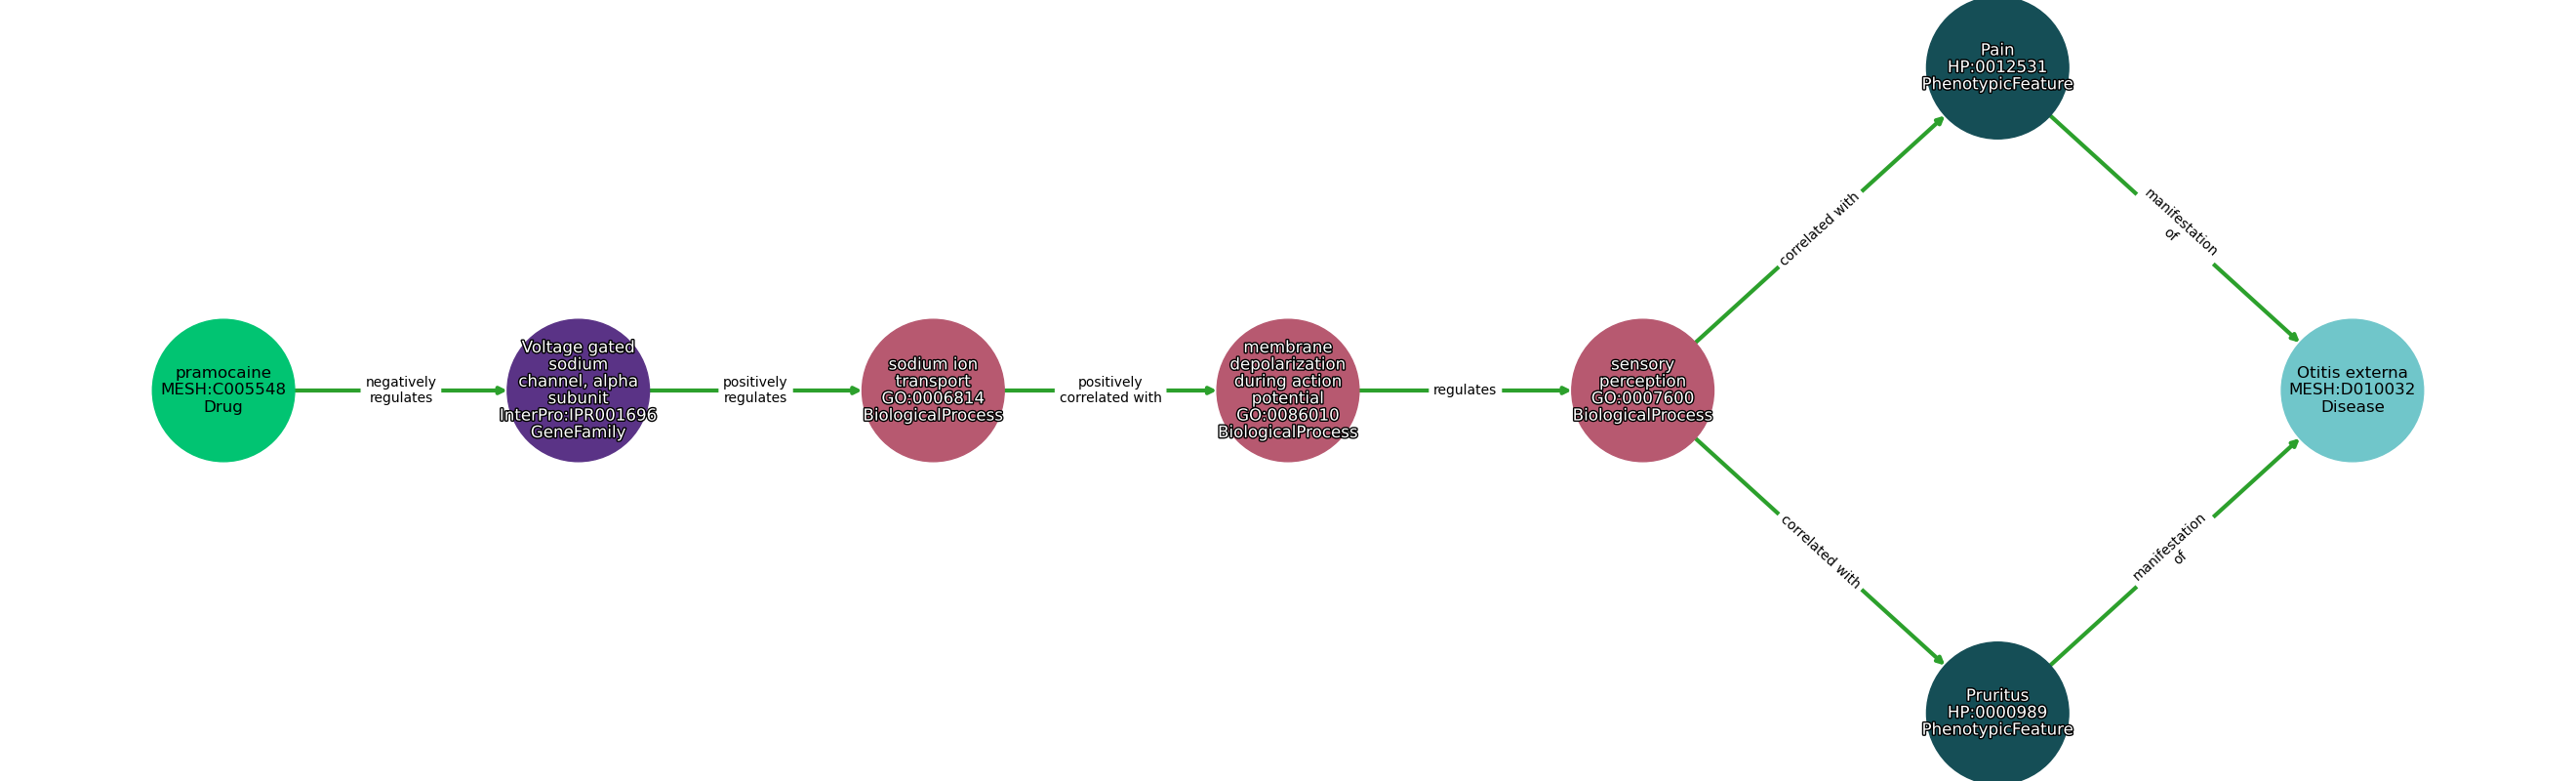 pramocaine
MESH:C005548
Drug
negatively
regulates
Voltage gated
sodium
channel, alpha
subunit
InterPro:IPR001696
GeneFamily
positively
regulates
sodium ion
transport
GO:0006814
BiologicalProcess
positively
correlated with
membrane
depolarization
during action
potential
GO:0086010
BiologicalProcess
regulates
sensory
perception
GO:0007600
BiologicalProcess
correlated with
Pain
HP:0012531
PhenotypicFeature
manifestation
of
correlated with
Pruritus
HP:0000989
PhenotypicFeature
manifestation
of
Otitis externa
MESH:D010032
Disease